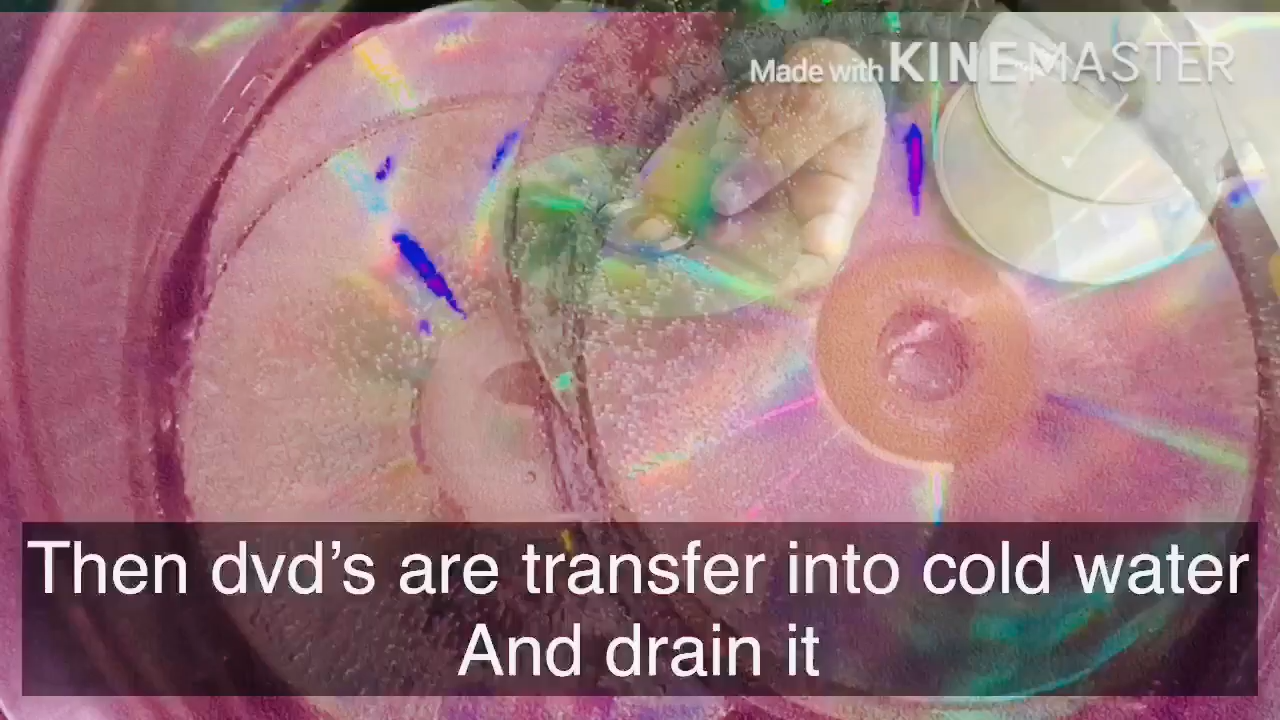 Made with KINEMASTER
Then dvd’s are transfer into cold water
And drain it